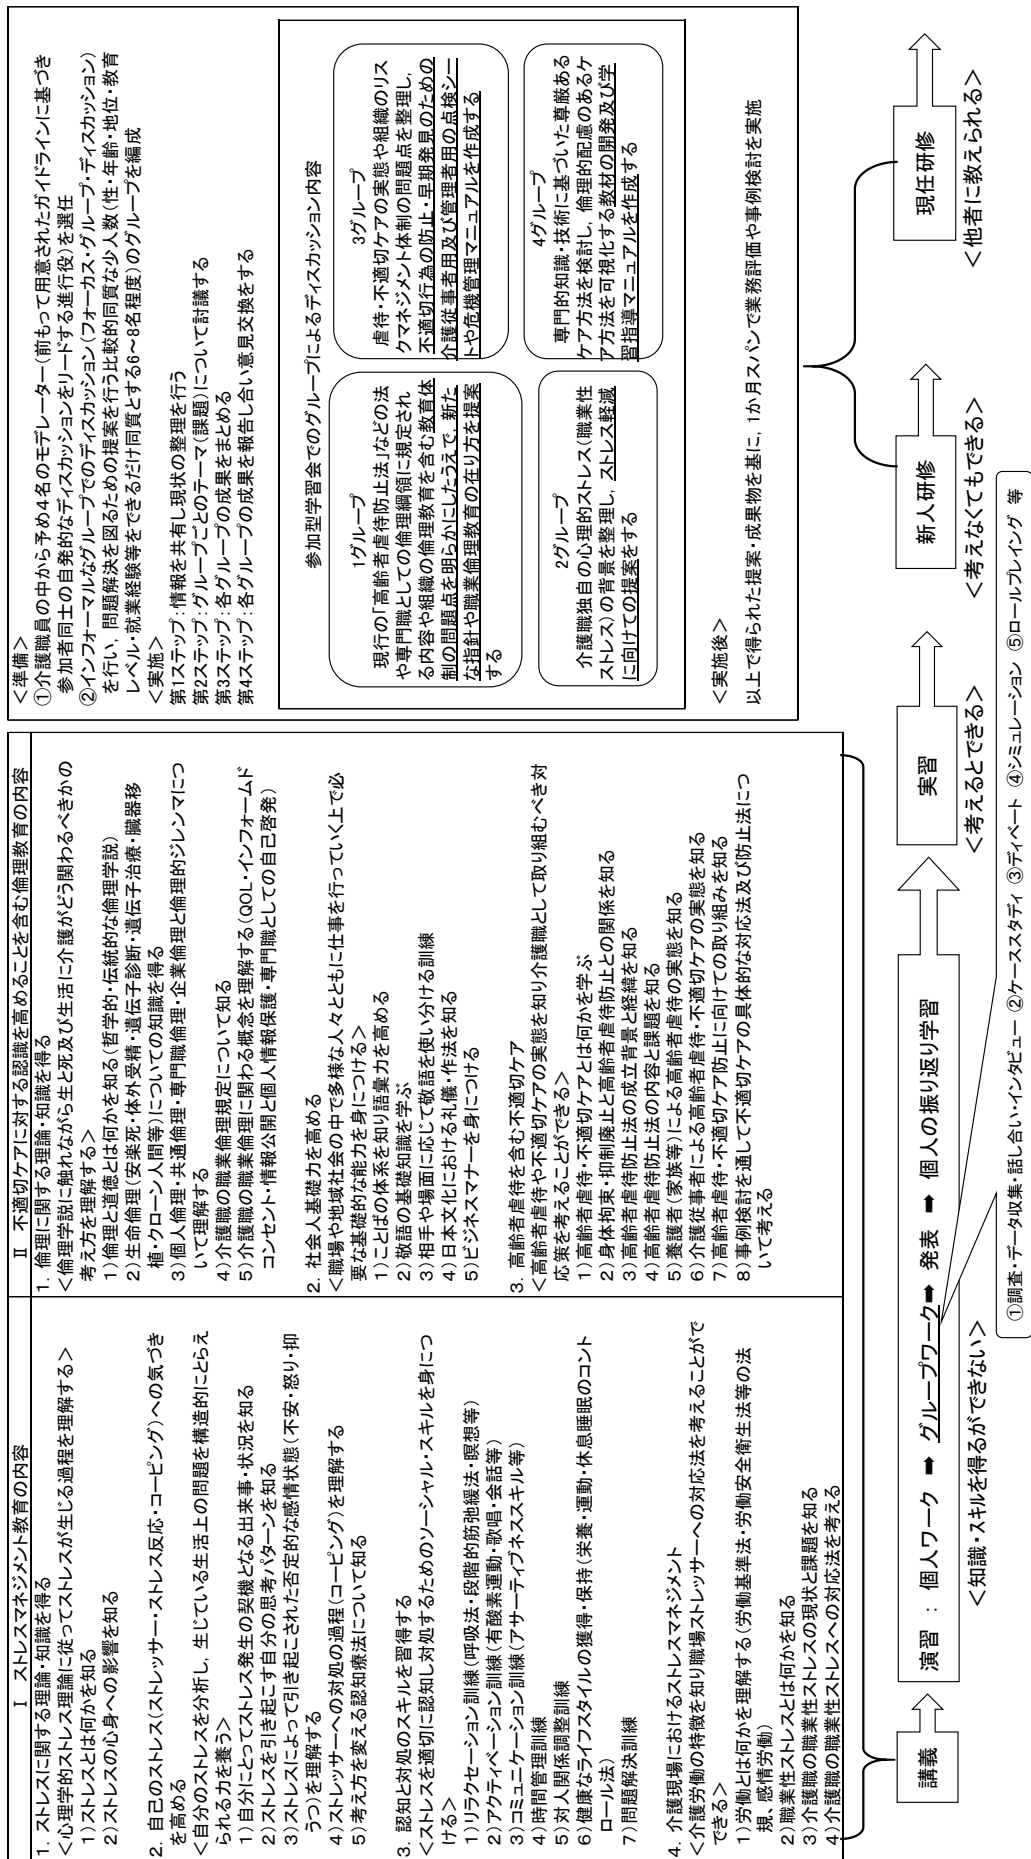 Ⅰ ストレスマネジメント教育の内容
1. ストレスに関する理論・知識を得る
<心理学的ストレス理論に従ってストレスが生じる過程を理解する>
1)ストレスとは何かを知る
2)ストレスの心身への影響を知る
2. 自己のストレス(ストレッサー・ストレス反応・コーピング)への気づき
を高める
<自分のストレスを分析し,生じている生活上の問題を構造的にとらえ
られる力を養う>
1)自分にとってストレス発生の契機となる出来事・状況を知る
2)ストレスを引き起こす自分の思考パターンを知る
3)ストレスによって引き起こされた否定的な感情状態(不安・怒り・抑
うつ)を理解する
4)ストレッサーへの対処の過程(コーピング)を理解する
5)考え方を変える認知療法について知る
3. 認知と対処のスキルを習得する
<ストレスを適切に認知し対処するためのソーシャル・スキルを身につ
ける>
1)リラクセーション訓練(呼吸法・段階的筋弛緩法・瞑想等)
2)アクティベーション訓練(有酸素運動・歌唱・会話等)
3)コミュニケーション訓練(アサーティブネススキル等)
4)時間管理訓練
5)対人関係調整訓練
6)健康なライフスタイルの獲得・保持(栄養・運動・休息睡眠のコント
ロール法)
7)問題解決訓練
4. 介護現場におけるストレスマネジメント
<介護労働の特徴を知り職場ストレッサーへの対応法を考えることがで
できる>
1)労働とは何かを理解する(労働基準法・労働安全衛生法等の法
規、感情労働)
2)職業性ストレスとは何かを知る
3)介護職の職業性ストレスの現状と課題を知る
4)介護職の職業性ストレスへの対応法を考える
Ⅱ 不適切ケアに対する認識を高めることを含む倫理教育の内容
1. 倫理に関する理論・知識を得る
<倫理学説に触れながら生と死及び生活に介護がどう関わるべきかの
考え方を理解する>
1)倫理と道徳とは何かを知る(哲学的・伝統的な倫理学説)
2)生命倫理(安楽死・体外受精・遺伝子診断・遺伝子治療・臓器移
植・クローン人間等)についての知識を得る
3)個人倫理・共通倫理・専門職倫理・企業倫理と倫理的ジレンマにつ
いて理解する
4)介護職の職業倫理規定について知る
5)介護職の職業倫理に関わる概念を理解する(QOL・インフォームド
コンセント・情報公開と個人情報保護・専門職としての自己啓発)
2. 社会人基礎力を高める
<職場や地域社会の中で多様な人々とともに仕事を行っていく上で必
要な基礎的な能力を身につける>
1)ことばの体系を知り語彙力を高める
2)敬語の基礎知識を学ぶ
3)相手や場面に応じて敬語を使い分ける訓練
4)日本文化における礼儀・作法を知る
5)ビジネスマナーを身につける
3. 高齢者虐待を含む不適切ケア
<高齢者虐待や不適切ケアの実態を知り介護職として取り組むべき対
応策を考えることができる>
1)高齢者虐待・不適切ケアとは何かを学ぶ
2)身体拘束・抑制廃止と高齢者虐待防止との関係を知る
3)高齢者虐待防止法の成立背景と経緯を知る
4)高齢者虐待防止法の内容と課題を知る
5)養護者(家族等)による高齢者虐待の実態を知る
6)介護従事者による高齢者虐待・不適切ケアの実態を知る
7)高齢者虐待・不適切ケア防止に向けての取り組みを知る
8)事例検討を通して不適切ケアの具体的な対応法及び防止法につ
いて考える
<準備>
①介護職員の中から予め4名のモデレーター(前もって用意されたガイドラインに基づき
参加者同士の自発的なディスカッションをリードする進行役)を選任
②インフォーマルなグループでのディスカッション(フォーカス・グループ・ディスカッション)
を行い,問題解決を図るための提案を行う比較的同質な少人数(性・年齢・地位・教育
レベル・就業経験等をできるだけ同質とする6~8名程度)のグループを編成
<実施>
第1ステップ:情報を共有し現状の整理を行う
第2ステップ:グループごとのテーマ(課題)について討議する
第3ステップ:各グループの成果をまとめる
第4ステップ:各グループの成果を報告し合い意見交換をする
参加型学習会でのグループによるディスカッション内容
1グループ
現行の「高齢者虐待防止法」などの法
や専門職としての倫理綱領に規定され
る内容や組織の倫理教育を含む教育体
制の問題点を明らかにしたうえで,新た
な指針や職業倫理教育の在り方を提案
する
2グループ
介護職独自の心理的ストレス(職業性
ストレス)の背景を整理し,ストレス軽減
に向けての提案をする
3グループ
虐待・不適切ケアの実態や組織のリス
クマネジメント体制の問題点を整理し,
不適切行為の防止・早期発見のための
介護従事者用及び管理者用の点検シー
トや危機管理マニュアルを作成する
4グループ
専門的知識・技術に基づいた尊厳ある
ケア方法を検討し,倫理的配慮のあるケ
ア方法を可視化する教材の開発及び学
習指導マニュアルを作成する
<実施後>
以上で得られた提案・成果物を基に,1か月スパンで業務評価や事例検討を実施
講義
演習 : 個人ワーク ➡ グループワーク➡ 発表 ➡ 個人の振り返り学習
実習
新人研修
現任研修
<知識・スキルを得るができない>
<考えるとできる>
<考えなくてもできる>
<他者に教えられる>
①調査・データ収集・話し合い・インタビュー ②ケーススタディ ③ディベート ④シミュレーション ⑤ロールプレイング 等